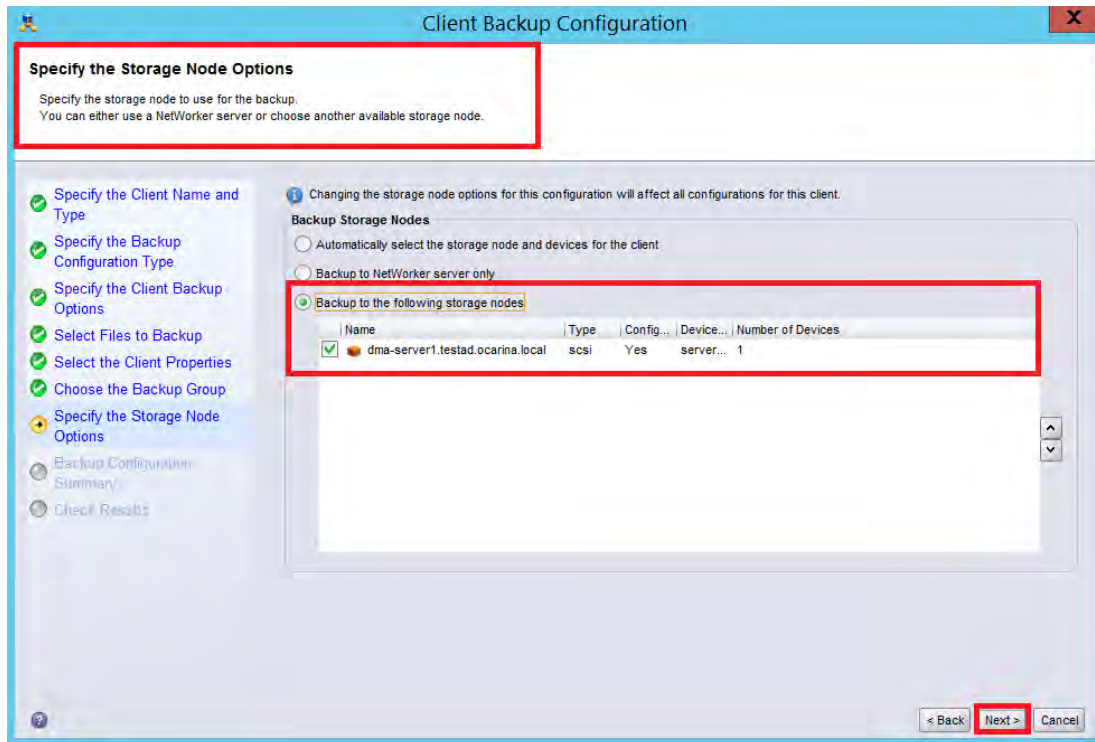 Client Backup Configuration
X
Specify the Storage Node Options
Specify the storage node to use for the backup.
You can either use a NetWorker server or choose another available storage node.
Specify the Client Name and
Type
Specify the Backup
Configuration Type
Specify the Client Backup
Options
Select Files to Backup
Select the Client Properties
Choose the Backup Group
Specify the Storage Node
Options
Backup Configuration
Summary
Check Results
Changing the storage node options for this configuration will affect all configurations for this client.
Backup Storage Nodes
Automatically select the storage node and devices for the client
Backup to NetWorker server only
Backup to the following storage nodes
Name Type Config... Device... Number of Devices
dma-server1.testad.ocarina.local scsi Yes server... 1
?
< Back Next > Cancel